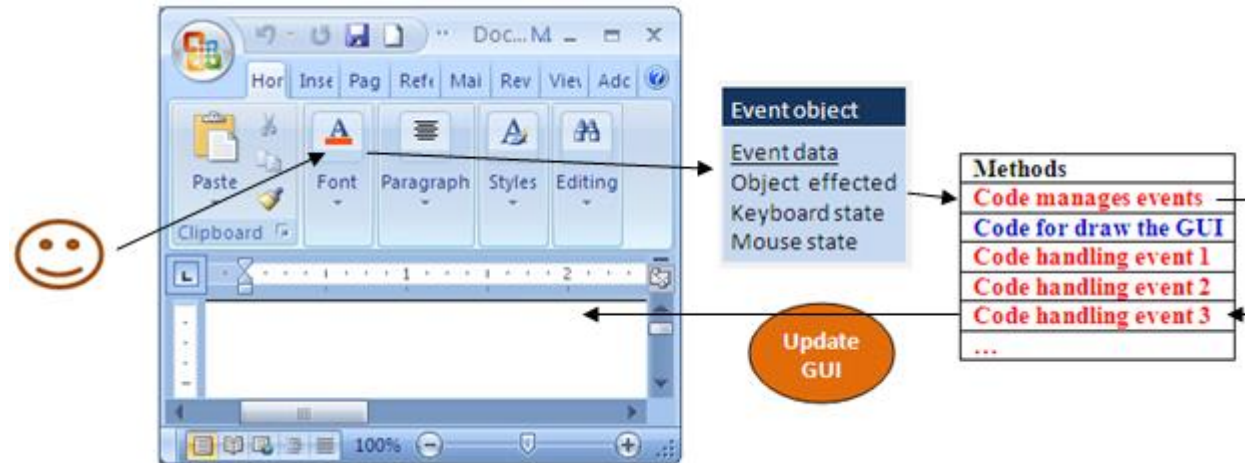 Doc...M
Hor Inse Pag Refe Mai Rev Viev Adc
Paste
Font
Paragraph
Styles
Editing
Clipboard
L
1 2
100%
Event object
Event data
Object effected
Keyboard state
Mouse state
Update
GUI
Methods
Code manages events
Code for draw the GUI
Code handling event 1
Code handling event 2
Code handling event 3
...